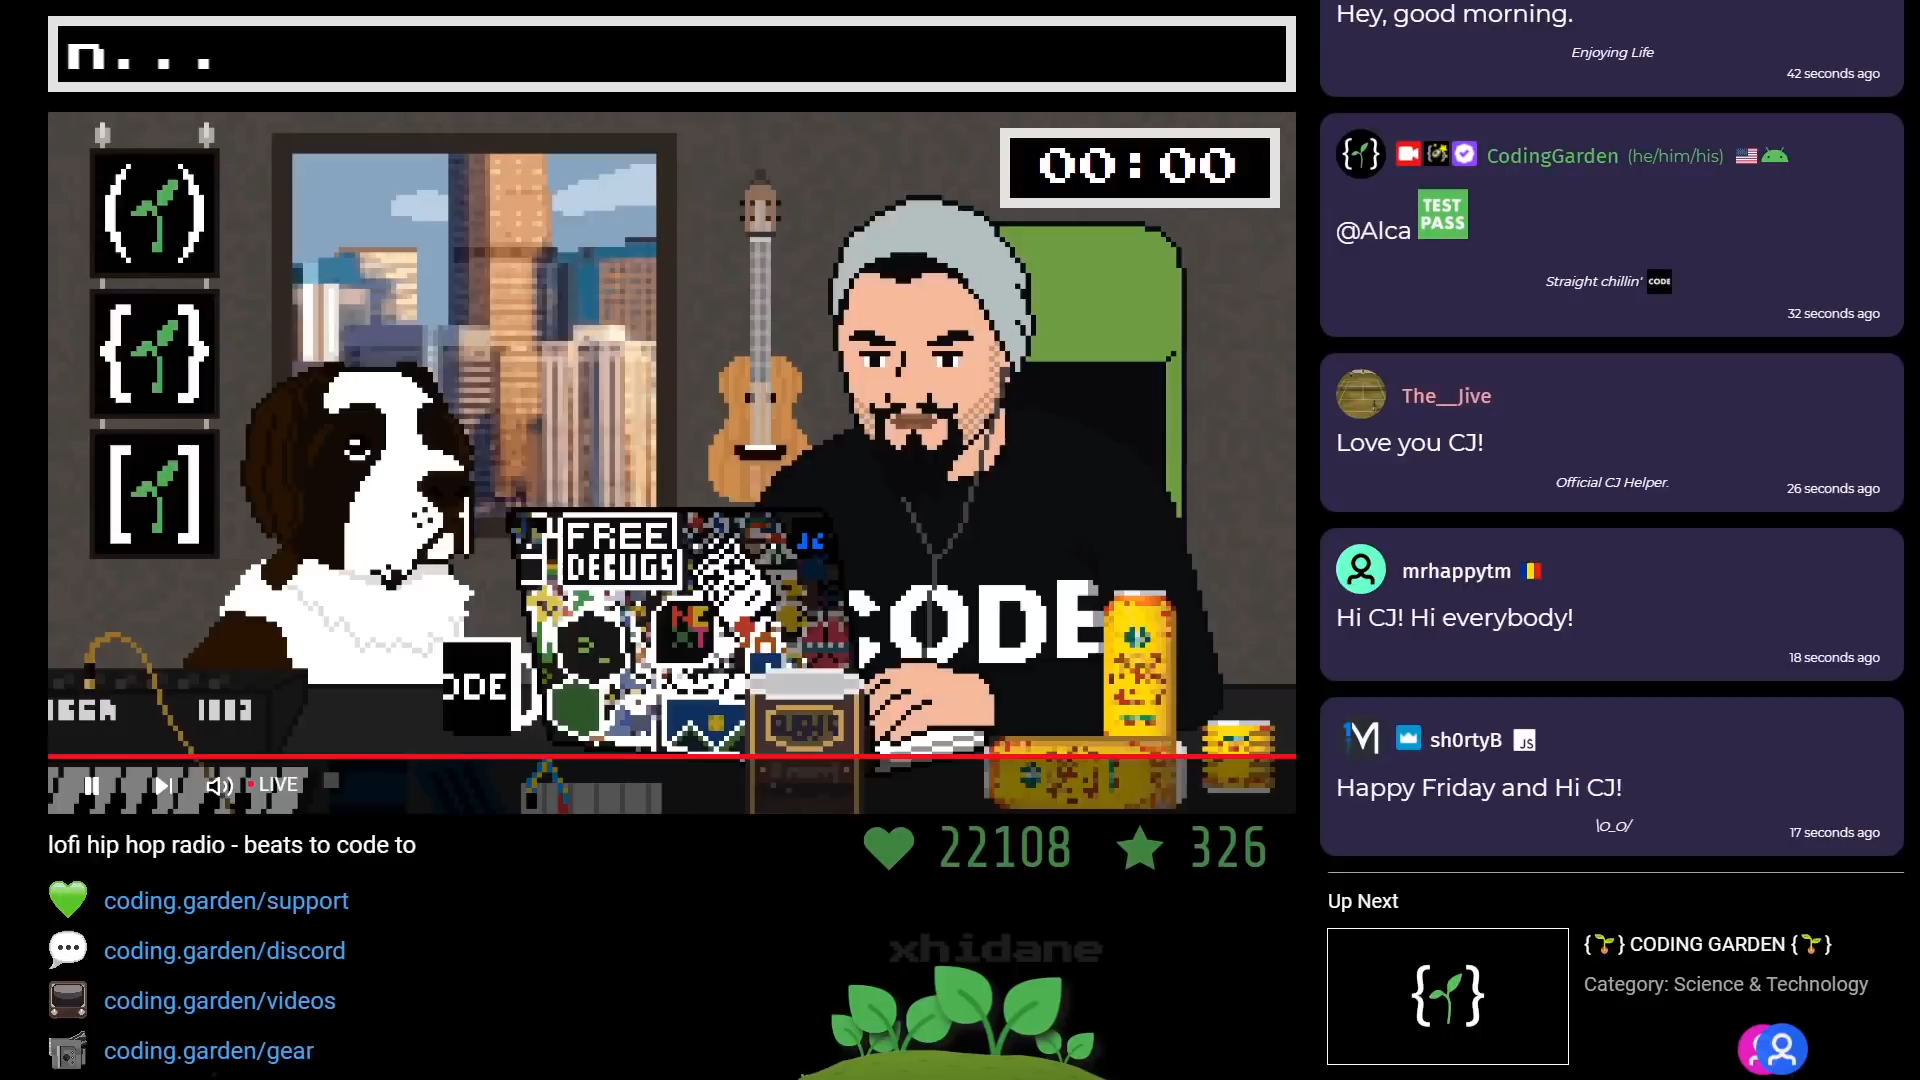 n...
00:00
FREE
DEBUGS
CODE
ODE
LIVE
lofi hip hop radio - beats to code to
22108
326
coding.garden/support
coding.garden/discord
coding.garden/videos
coding.garden/gear
xhidane
Hey, good morning.
Enjoying Life
42 seconds ago
CodingGarden (he/him/his)
@Alca TEST PASS
Straight chillin' CODE
32 seconds ago
The__Jive
Love you CJ!
Official CJ Helper.
26 seconds ago
mrhappytm
Hi CJ! Hi everybody!
18 seconds ago
sh0rtyB JS
Happy Friday and Hi CJ!
\o_o/
17 seconds ago
Up Next
{🌱} CODING GARDEN {🌱}
Category: Science & Technology